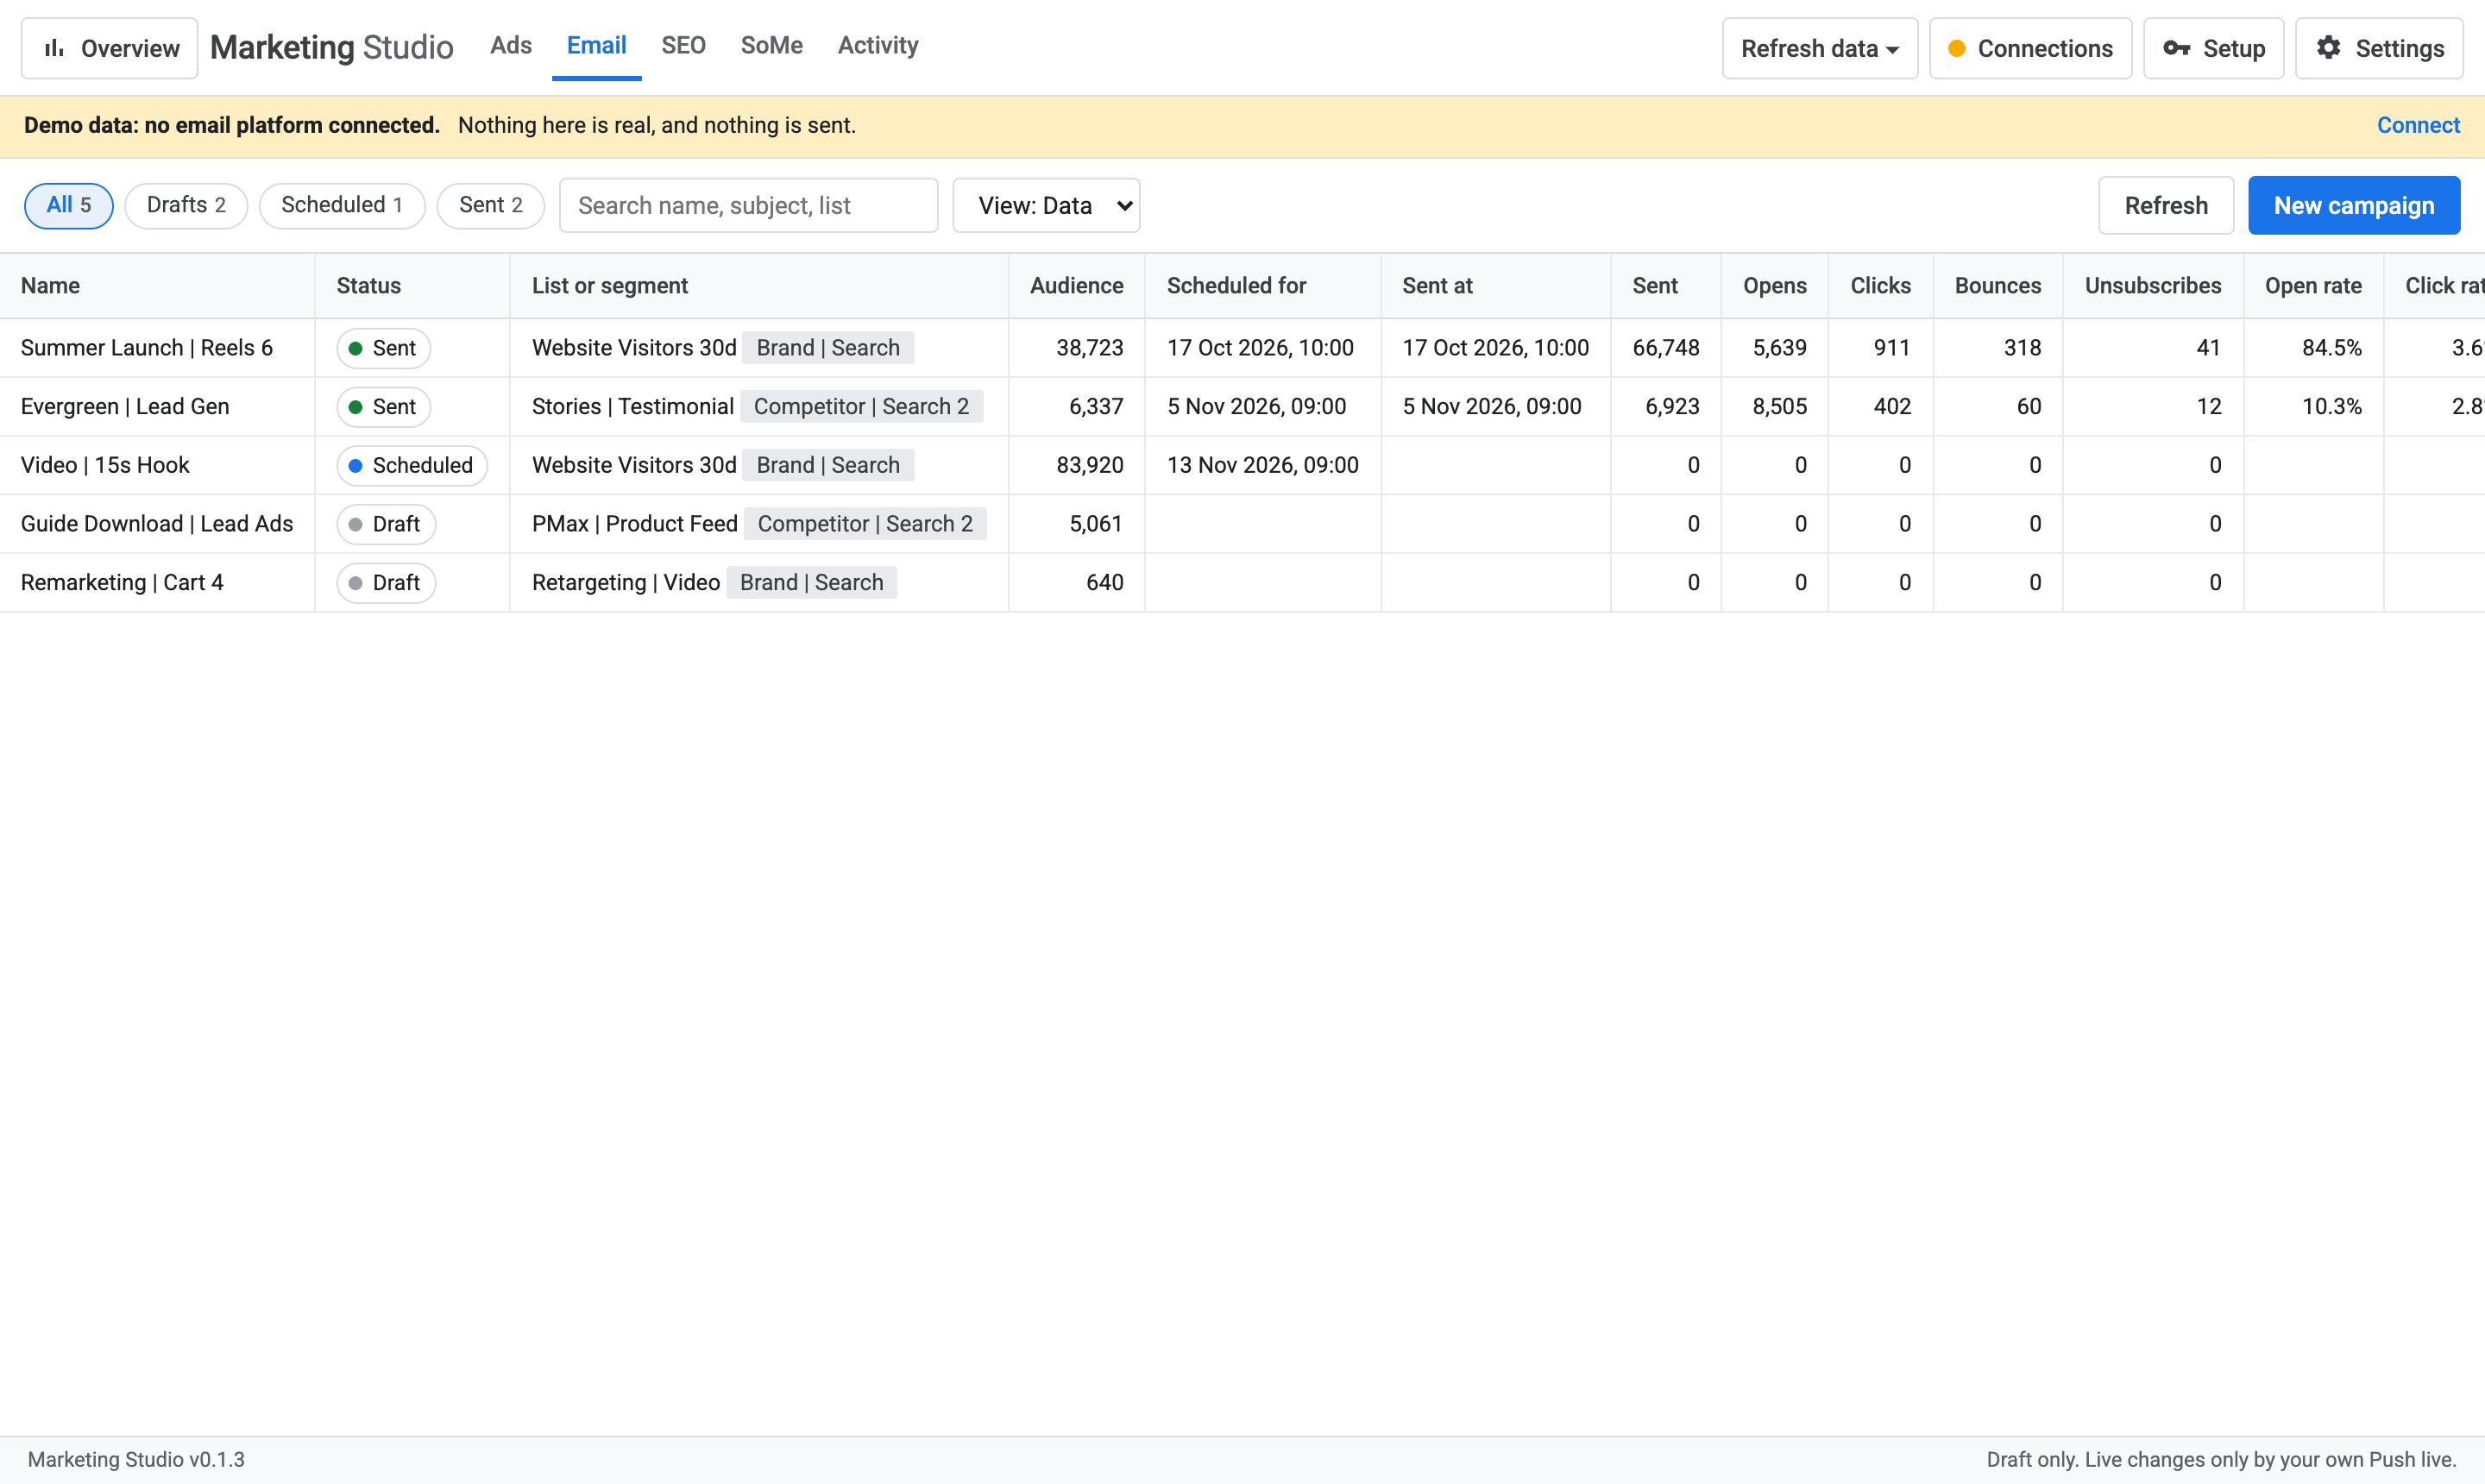 Overview Marketing Studio Ads Email SEO SoMe Activity Refresh data Connections Setup Settings
Demo data: no email platform connected. Nothing here is real, and nothing is sent. Connect
All 5 Drafts 2 Scheduled 1 Sent 2 Search name, subject, list View: Data Refresh New campaign
Name Status List or segment Audience Scheduled for Sent at Sent Opens Clicks Bounces Unsubscribes Open rate Click rat
Summer Launch | Reels 6 Sent Website Visitors 30d Brand | Search 38,723 17 Oct 2026, 10:00 17 Oct 2026, 10:00 66,748 5,639 911 318 41 84.5% 3.6
Evergreen | Lead Gen Sent Stories | Testimonial Competitor | Search 2 6,337 5 Nov 2026, 09:00 5 Nov 2026, 09:00 6,923 8,505 402 60 12 10.3% 2.8
Video | 15s Hook Scheduled Website Visitors 30d Brand | Search 83,920 13 Nov 2026, 09:00 0 0 0 0 0
Guide Download | Lead Ads Draft PMax | Product Feed Competitor | Search 2 5,061 0 0 0 0 0
Remarketing | Cart 4 Draft Retargeting | Video Brand | Search 640 0 0 0 0 0
Marketing Studio v0.1.3 Draft only. Live changes only by your own Push live.